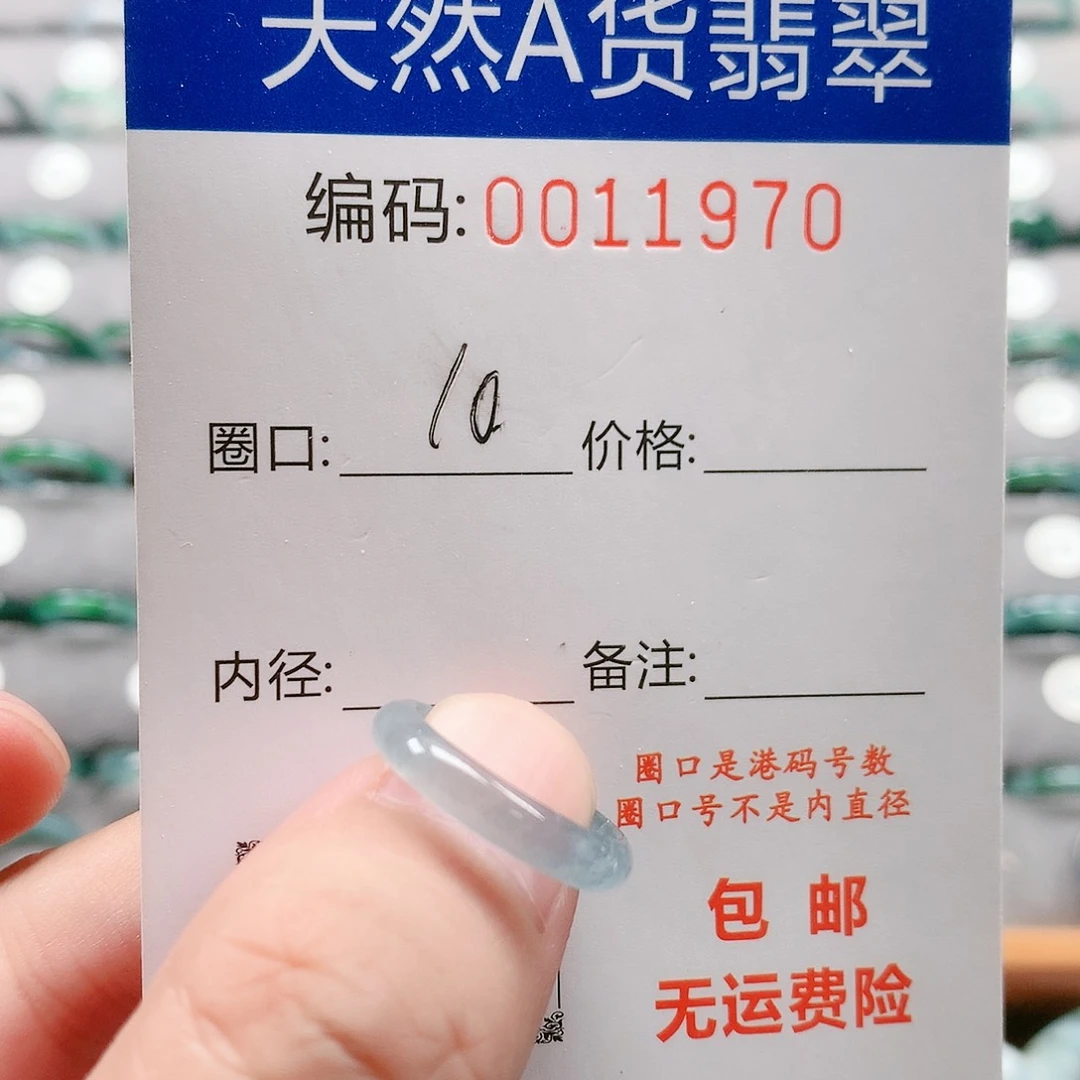 天然A货翡翠
编码:0011970
圈口: 10 价格:
内径: 备注:
圈口是港码号数
圈口号不是内直径
包邮
无运费险